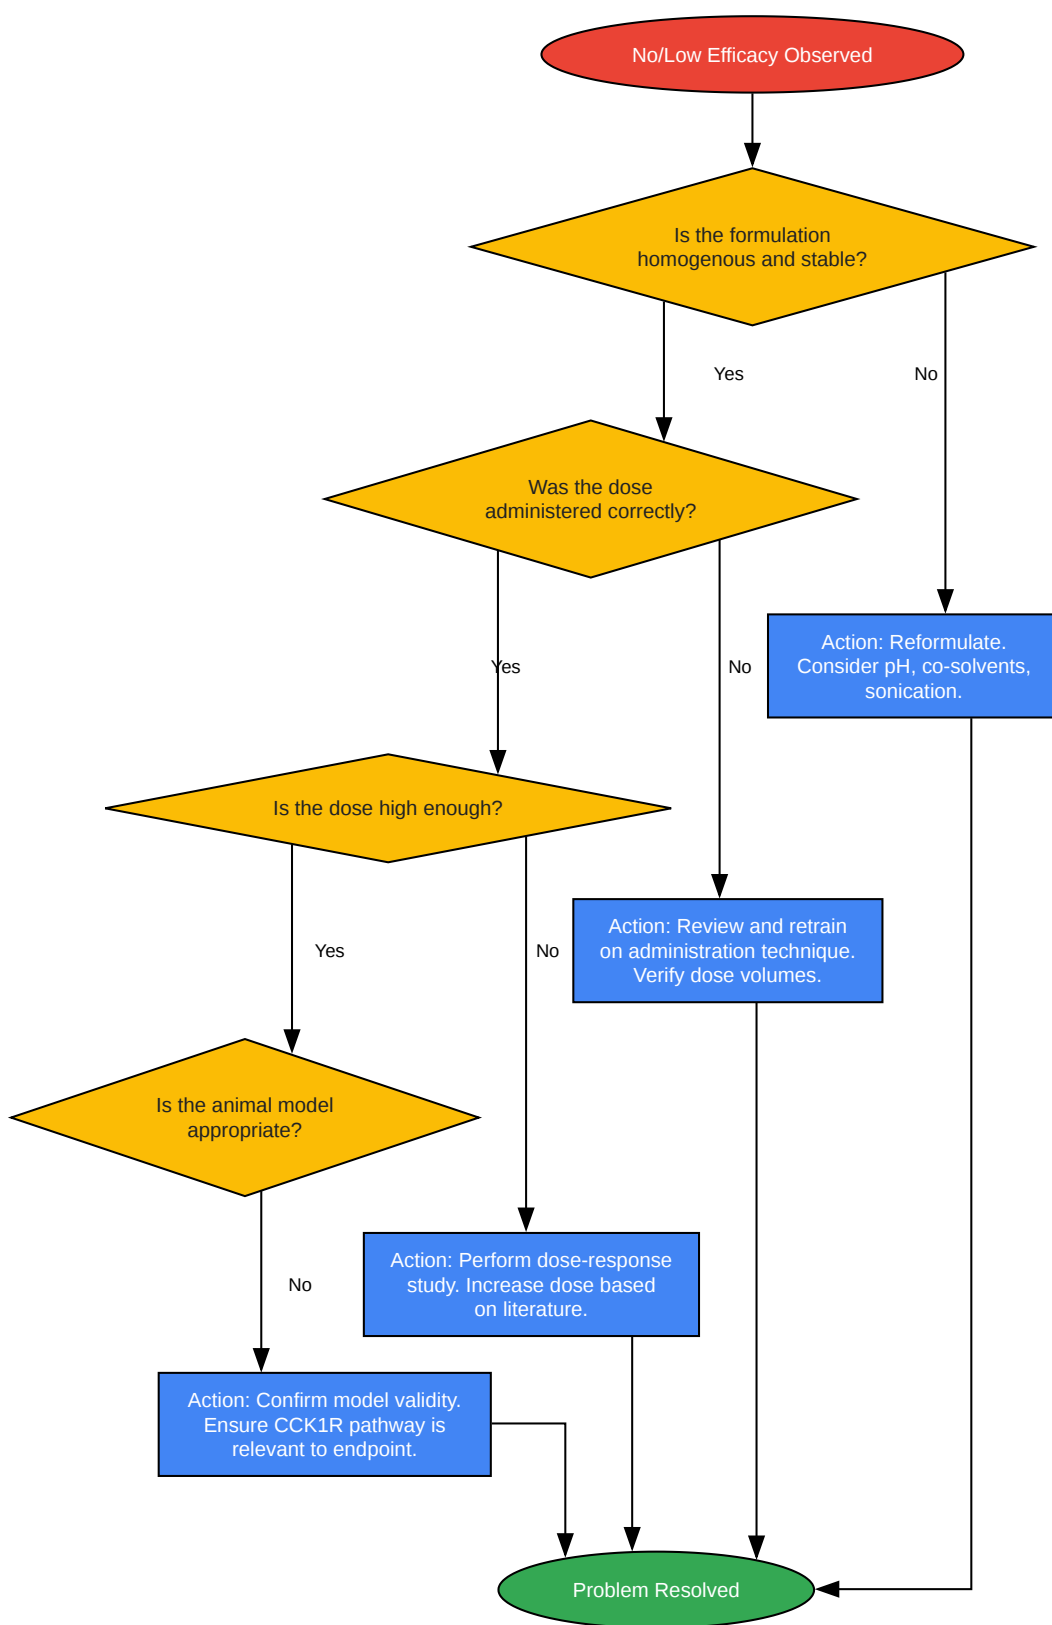 No/Low Efficacy Observed
Is the formulation
homogenous and stable?
Yes
No
Was the dose
administered correctly?
Action: Reformulate.
Consider pH, co-solvents,
sonication.
Yes
No
Is the dose high enough?
Action: Review and retrain
on administration technique.
Verify dose volumes.
Yes
No
Is the animal model
appropriate?
Action: Perform dose-response
study. Increase dose based
on literature.
No
Action: Confirm model validity.
Ensure CCK1R pathway is
relevant to endpoint.
Problem Resolved